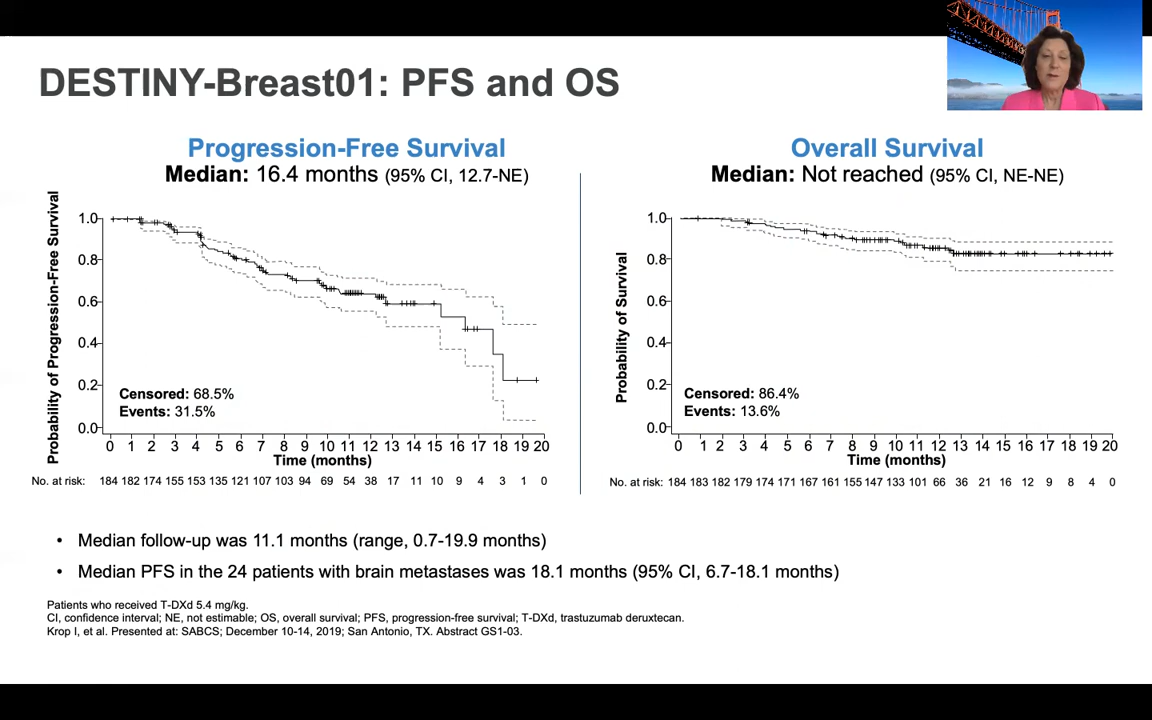 DESTINY-Breast01: PFS and OS
Progression-Free Survival
Median: 16.4 months (95% CI, 12.7-NE)
Probability of Progression-Free Survival
1.0
0.8
0.6
0.4
0.2
0.0
Censored: 68.5%
Events: 31.5%
0 1 2 3 4 5 6 7 8 9 10 11 12 13 14 15 16 17 18 19 20
Time (months)
No. at risk: 184 182 174 155 153 135 121 107 103 94 69 54 38 17 11 10 9 4 3 1 0
Overall Survival
Median: Not reached (95% CI, NE-NE)
Probability of Survival
1.0
0.8
0.6
0.4
0.2
0.0
Censored: 86.4%
Events: 13.6%
0 1 2 3 4 5 6 7 8 9 10 11 12 13 14 15 16 17 18 19 20
Time (months)
No. at risk: 184 183 182 179 174 171 167 161 155 147 133 101 66 36 21 16 12 9 8 4 0
• Median follow-up was 11.1 months (range, 0.7-19.9 months)
• Median PFS in the 24 patients with brain metastases was 18.1 months (95% CI, 6.7-18.1 months)
Patients who received T-DXd 5.4 mg/kg.
CI, confidence interval; NE, not estimable; OS, overall survival; PFS, progression-free survival; T-DXd, trastuzumab deruxtecan.
Krop I, et al. Presented at: SABCS; December 10-14, 2019; San Antonio, TX. Abstract GS1-03.